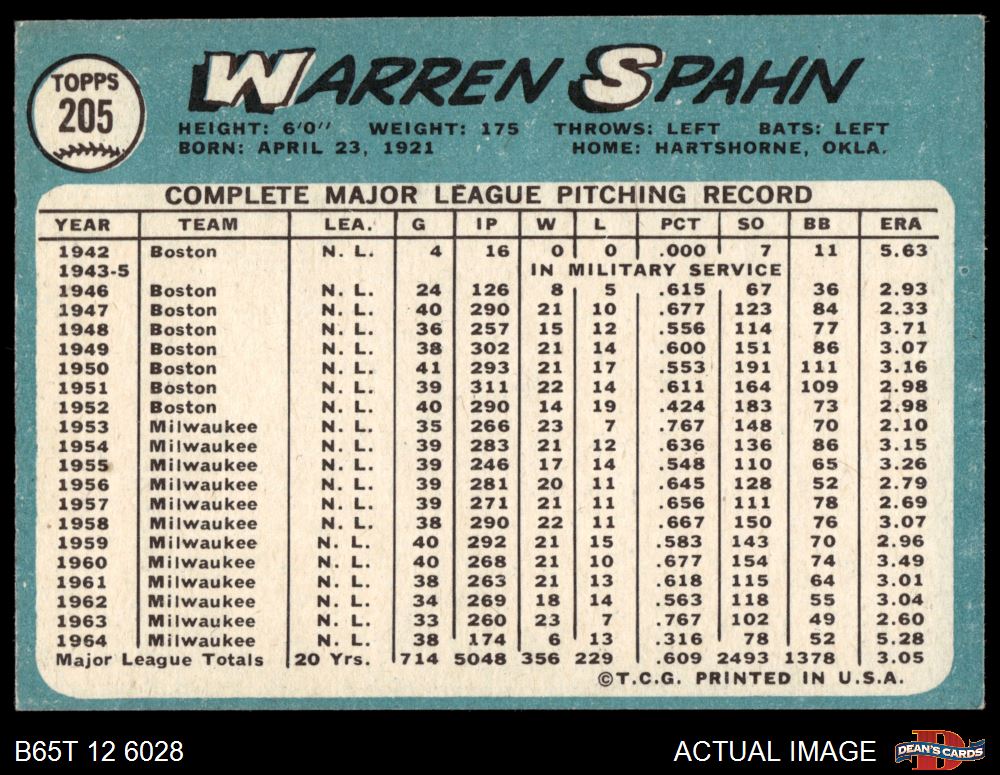 TOPPS
205
WARREN SPAHN
HEIGHT: 6'0" WEIGHT: 175 THROWS: LEFT BATS: LEFT
BORN: APRIL 23, 1921 HOME: HARTSHORNE, OKLA.
COMPLETE MAJOR LEAGUE PITCHING RECORD
YEAR TEAM LEA. G IP W L PCT SO BB ERA
1942 Boston N. L. 4 16 0 0 .000 7 11 5.63
1943-5 IN MILITARY SERVICE
1946 Boston N. L. 24 126 8 5 .615 67 36 2.93
1947 Boston N. L. 40 290 21 10 .677 123 84 2.33
1948 Boston N. L. 36 257 15 12 .556 114 77 3.71
1949 Boston N. L. 38 302 21 14 .600 151 86 3.07
1950 Boston N. L. 41 293 21 17 .553 191 111 3.16
1951 Boston N. L. 39 311 22 14 .611 164 109 2.98
1952 Boston N. L. 40 290 14 19 .424 183 73 2.98
1953 Milwaukee N. L. 35 266 23 7 .767 148 70 2.10
1954 Milwaukee N. L. 39 283 21 12 .636 136 86 3.15
1955 Milwaukee N. L. 39 246 17 14 .548 110 65 3.26
1956 Milwaukee N. L. 39 281 20 11 .645 128 52 2.79
1957 Milwaukee N. L. 39 271 21 11 .656 111 78 2.69
1958 Milwaukee N. L. 38 290 22 11 .667 150 76 3.07
1959 Milwaukee N. L. 40 292 21 15 .583 143 70 2.96
1960 Milwaukee N. L. 40 268 21 10 .677 154 74 3.49
1961 Milwaukee N. L. 38 263 21 13 .618 115 64 3.01
1962 Milwaukee N. L. 34 269 18 14 .563 118 55 3.04
1963 Milwaukee N. L. 33 260 23 7 .767 102 49 2.60
1964 Milwaukee N. L. 38 174 6 13 .316 78 52 5.28
Major League Totals 20 Yrs. 714 5048 356 229 .609 2493 1378 3.05
©T.C.G. PRINTED IN U.S.A.
B65T 12 6028 ACTUAL IMAGE DEAN'S CARDS